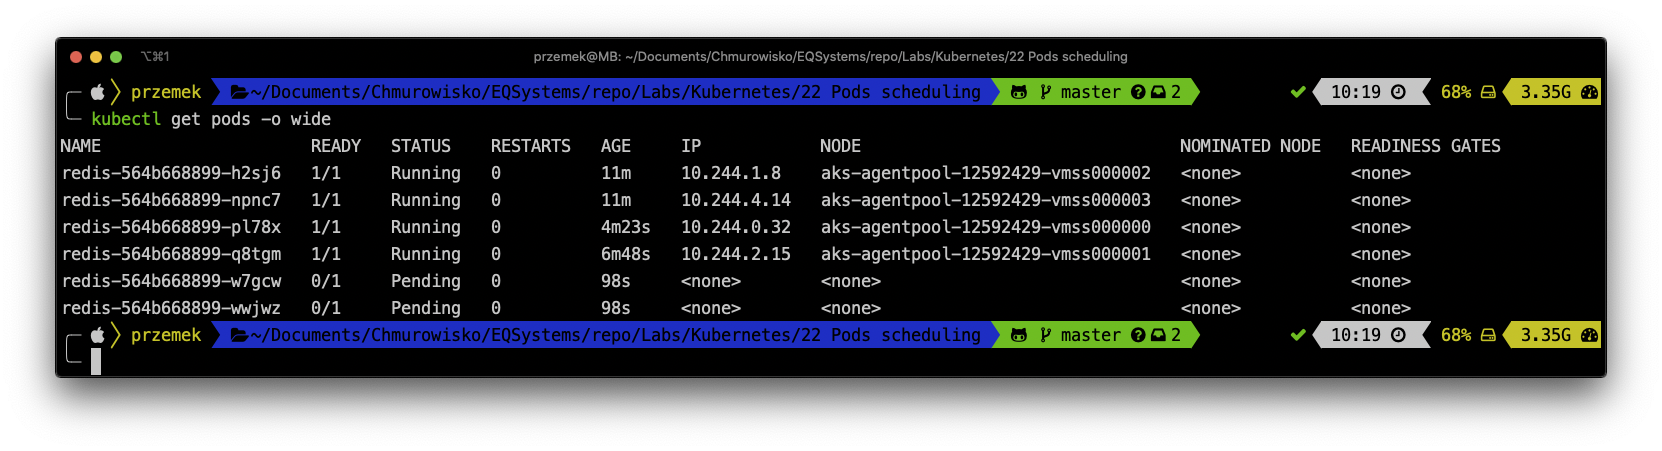 ⌥⌘1 przemek@MB: ~/Documents/Chmurowisko/EQSystems/repo/Labs/Kubernetes/22 Pods scheduling
przemek ~/Documents/Chmurowisko/EQSystems/repo/Labs/Kubernetes/22 Pods scheduling master ? 2 ✔ 10:19 68% 3.35G
kubectl get pods -o wide
NAME READY STATUS RESTARTS AGE IP NODE NOMINATED NODE READINESS GATES
redis-564b668899-h2sj6 1/1 Running 0 11m 10.244.1.8 aks-agentpool-12592429-vmss000002 <none> <none>
redis-564b668899-npnc7 1/1 Running 0 11m 10.244.4.14 aks-agentpool-12592429-vmss000003 <none> <none>
redis-564b668899-pl78x 1/1 Running 0 4m23s 10.244.0.32 aks-agentpool-12592429-vmss000000 <none> <none>
redis-564b668899-q8tgm 1/1 Running 0 6m48s 10.244.2.15 aks-agentpool-12592429-vmss000001 <none> <none>
redis-564b668899-w7gcw 0/1 Pending 0 98s <none> <none> <none> <none>
redis-564b668899-wwjwz 0/1 Pending 0 98s <none> <none> <none> <none>
przemek ~/Documents/Chmurowisko/EQSystems/repo/Labs/Kubernetes/22 Pods scheduling master ? 2 ✔ 10:19 68% 3.35G